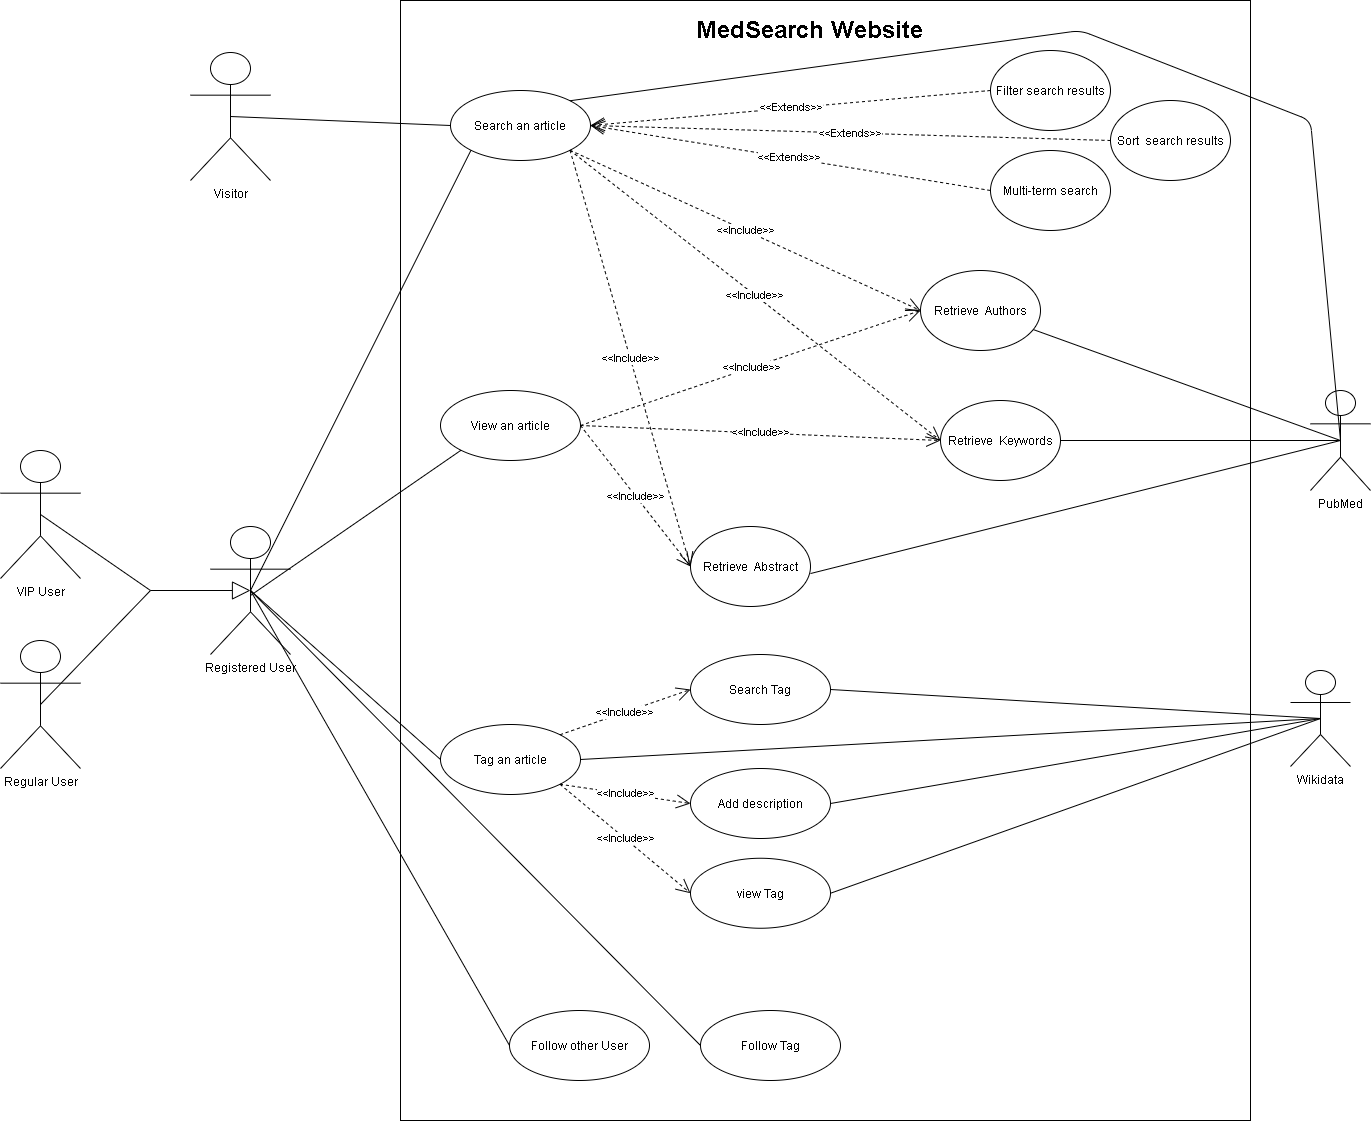 MedSearch Website
Visitor
Search an article
<<Extends>>
Filter search results
<<Extends>>
Sort search results
<<Extends>>
Multi-term search
<<Include>>
<<Include>>
Retrieve Authors
<<Include>>
<<Include>>
View an article
<<Include>>
Retrieve Keywords
<<Include>>
PubMed
Retrieve Abstract
VIP User
Registered User
Search Tag
<<Include>>
Tag an article
Regular User
Wikidata
<<Include>>
Add description
<<Include>>
view Tag
Follow other User
Follow Tag